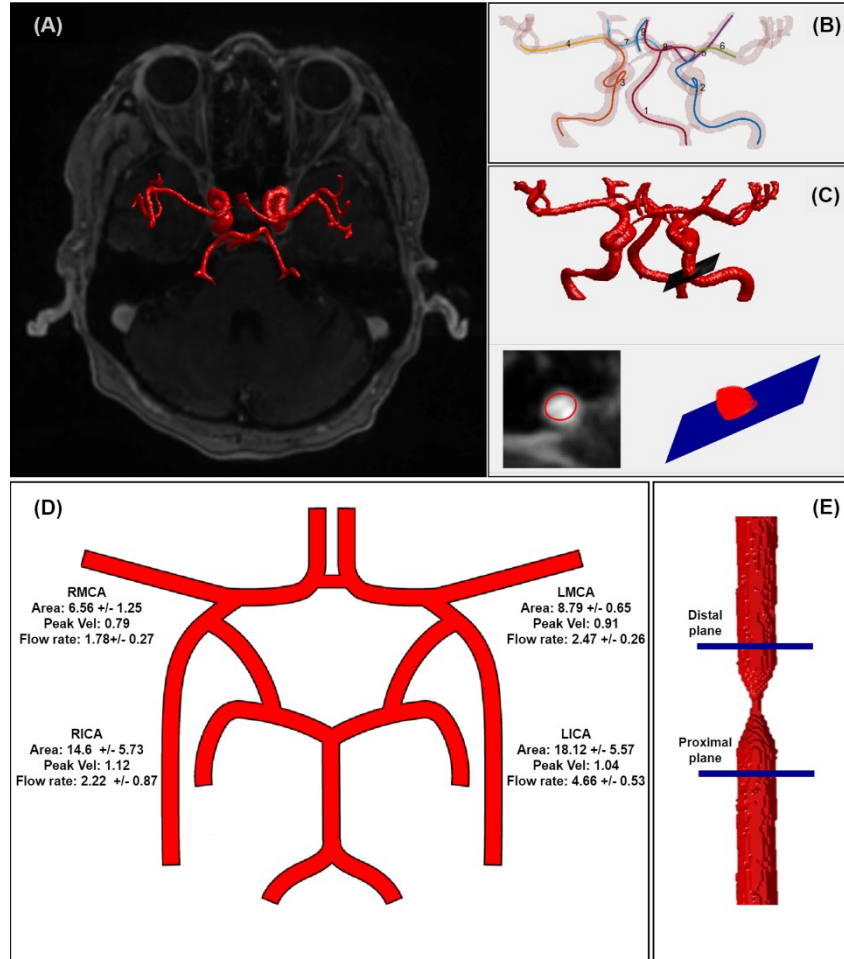 (A)
(B)
4
7
9
8
5
6
3
2
1
(C)
(D)
RMCA
Area: 6.56 +/- 1.25
Peak Vel: 0.79
Flow rate: 1.78+/- 0.27
LMCA
Area: 8.79 +/- 0.65
Peak Vel: 0.91
Flow rate: 2.47 +/- 0.26
RICA
Area: 14.6 +/- 5.73
Peak Vel: 1.12
Flow rate: 2.22 +/- 0.87
LICA
Area: 18.12 +/- 5.57
Peak Vel: 1.04
Flow rate: 4.66 +/- 0.53
(E)
Distal
plane
Proximal
plane